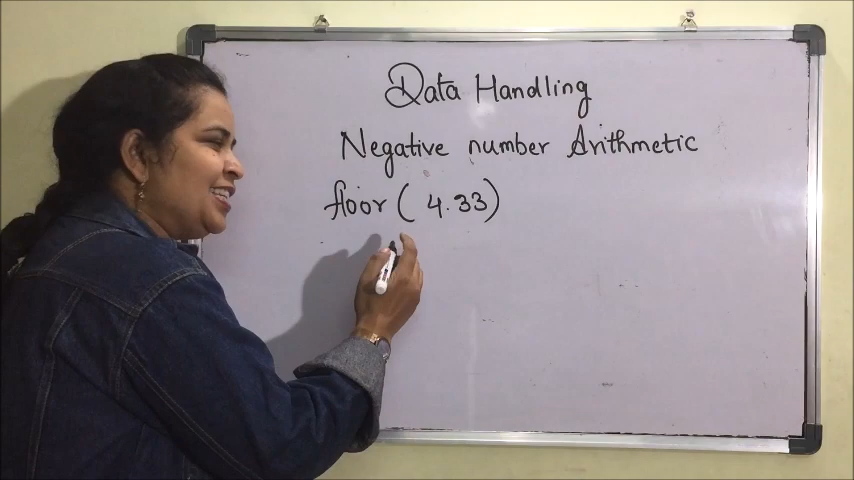 Data Handling
Negative number Arithmetic
floor ( 4.33)